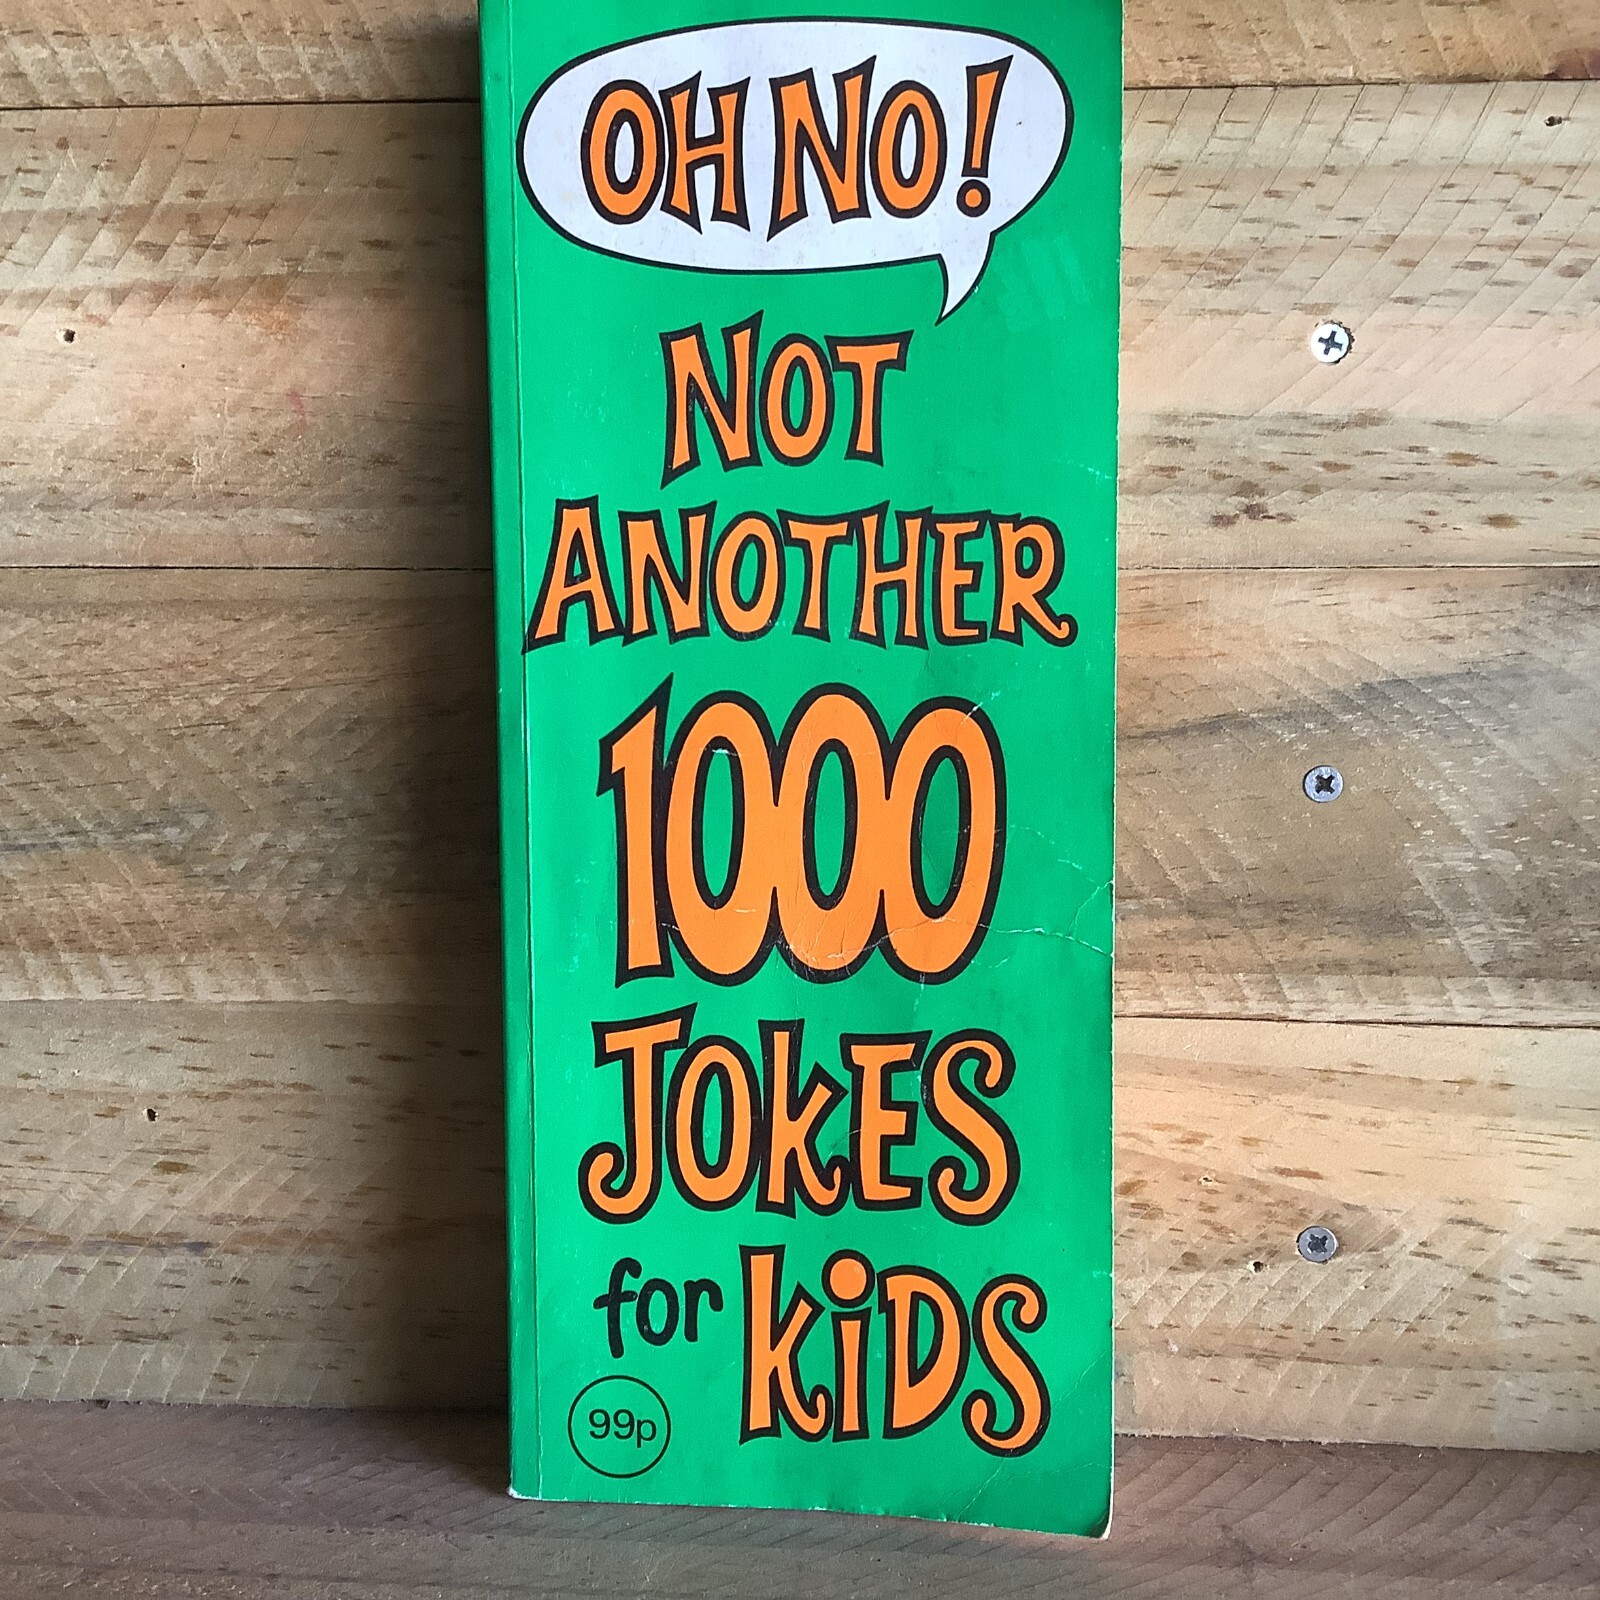 OH NO!
NOT
ANOTHER
1000
JOKES
for KiDS
99p